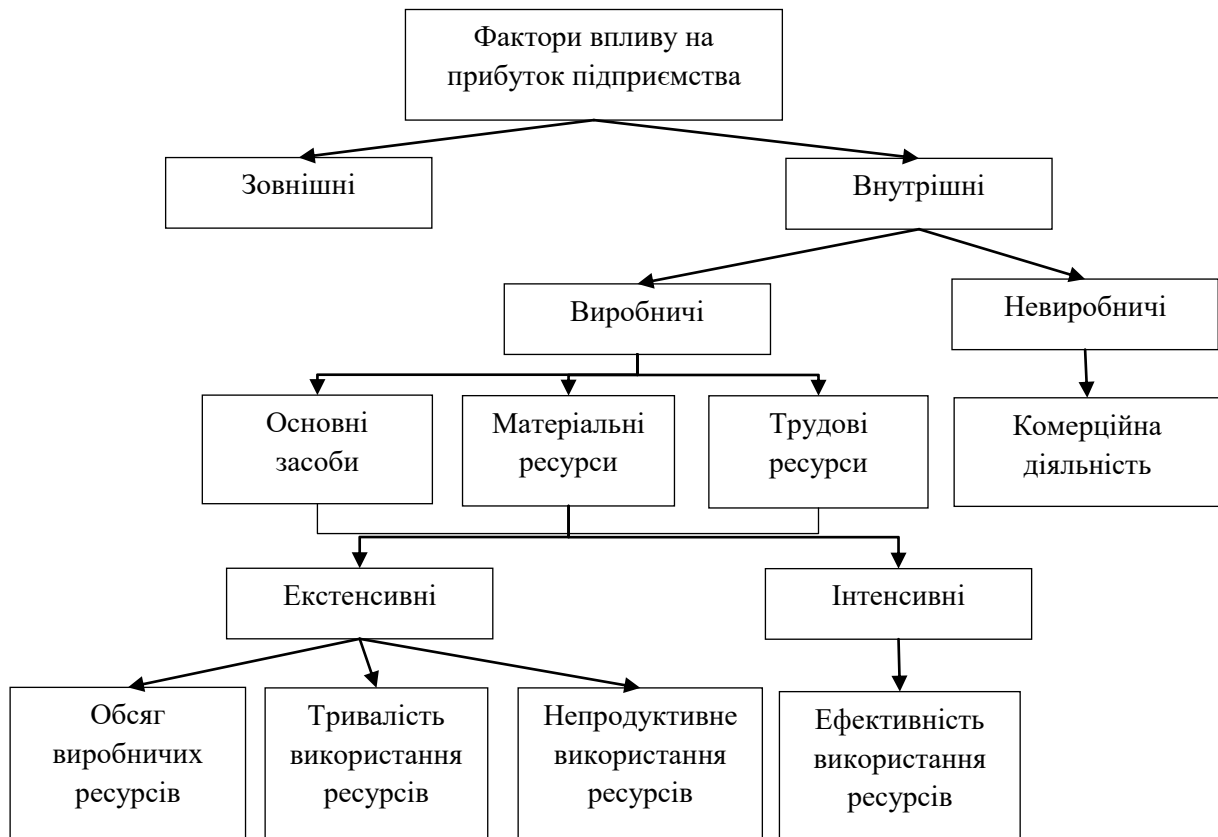 Фактори впливу на
прибуток підприємства
Зовнішні
Внутрішні
Виробничі
Невиробничі
Основні
засоби
Матеріальні
ресурси
Трудові
ресурси
Комерційна
діяльність
Екстенсивні
Інтенсивні
Обсяг
виробничих
ресурсів
Тривалість
використання
ресурсів
Непродуктивне
використання
ресурсів
Ефективність
використання
ресурсів